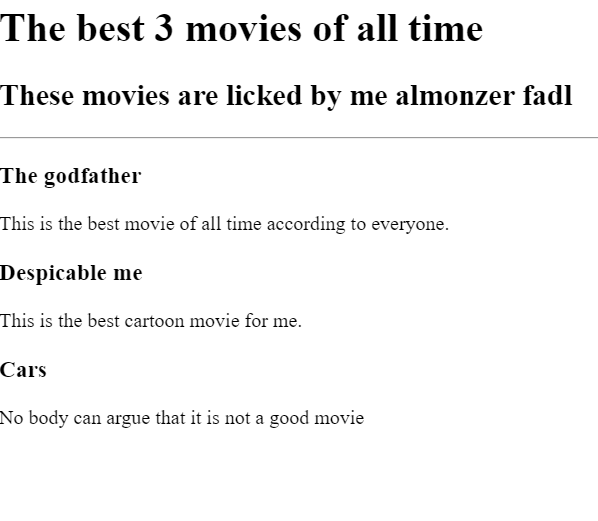 The best 3 movies of all time
These movies are licked by me almonzer fadl
The godfather
This is the best movie of all time according to everyone.
Despicable me
This is the best cartoon movie for me.
Cars
No body can argue that it is not a good movie